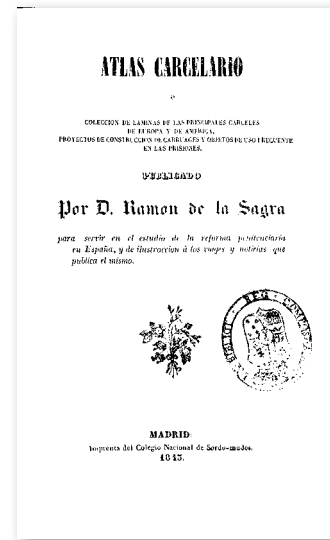 ATLAS CARCELARIO
Ó
COLECCION DE LAMINAS DE LAS PRINCIPALES CARCELES
DE EUROPA Y DE AMERICA,
PROYECTOS DE CONSTRUCCION DE CARRUAGES Y OBJETOS DE USO FRECUENTE
EN LAS PRISIONES.
PUBLICADO
Por D. Ramon de la Sagra
para servir en el estudio de la reforma penitenciaria
en España, y de ilustracion á los viages y noticias que
publica el mismo.
MADRID:
Imprenta del Colegio Nacional de Sordo-mudos.
1843.